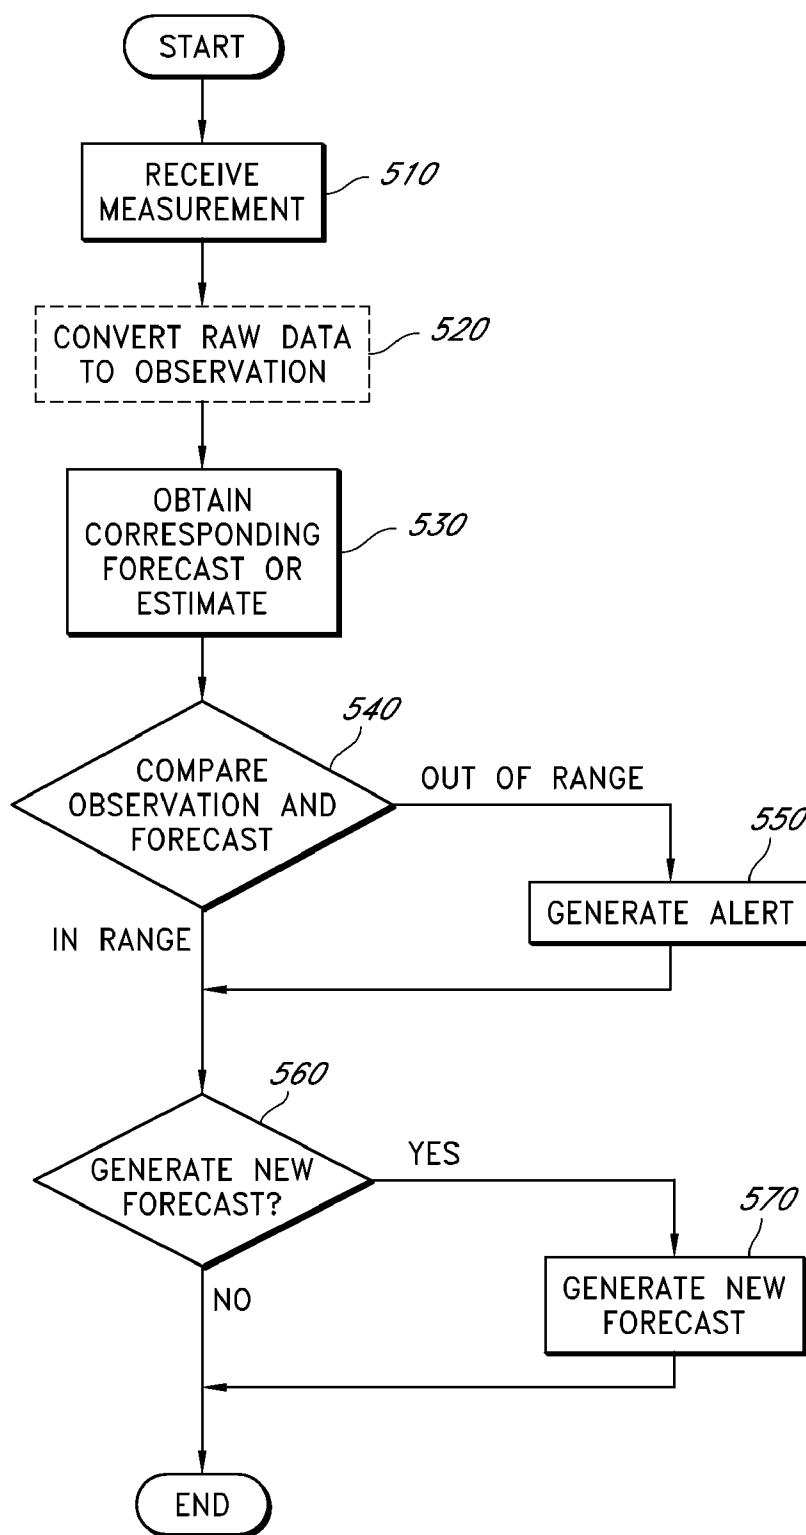 START
RECEIVE
MEASUREMENT
510
CONVERT RAW DATA
TO OBSERVATION
520
OBTAIN
CORRESPONDING
FORECAST OR
ESTIMATE
530
540
COMPARE
OBSERVATION AND
FORECAST
OUT OF RANGE
550
GENERATE ALERT
IN RANGE
560
GENERATE NEW
FORECAST?
YES
570
GENERATE NEW
FORECAST
NO
END